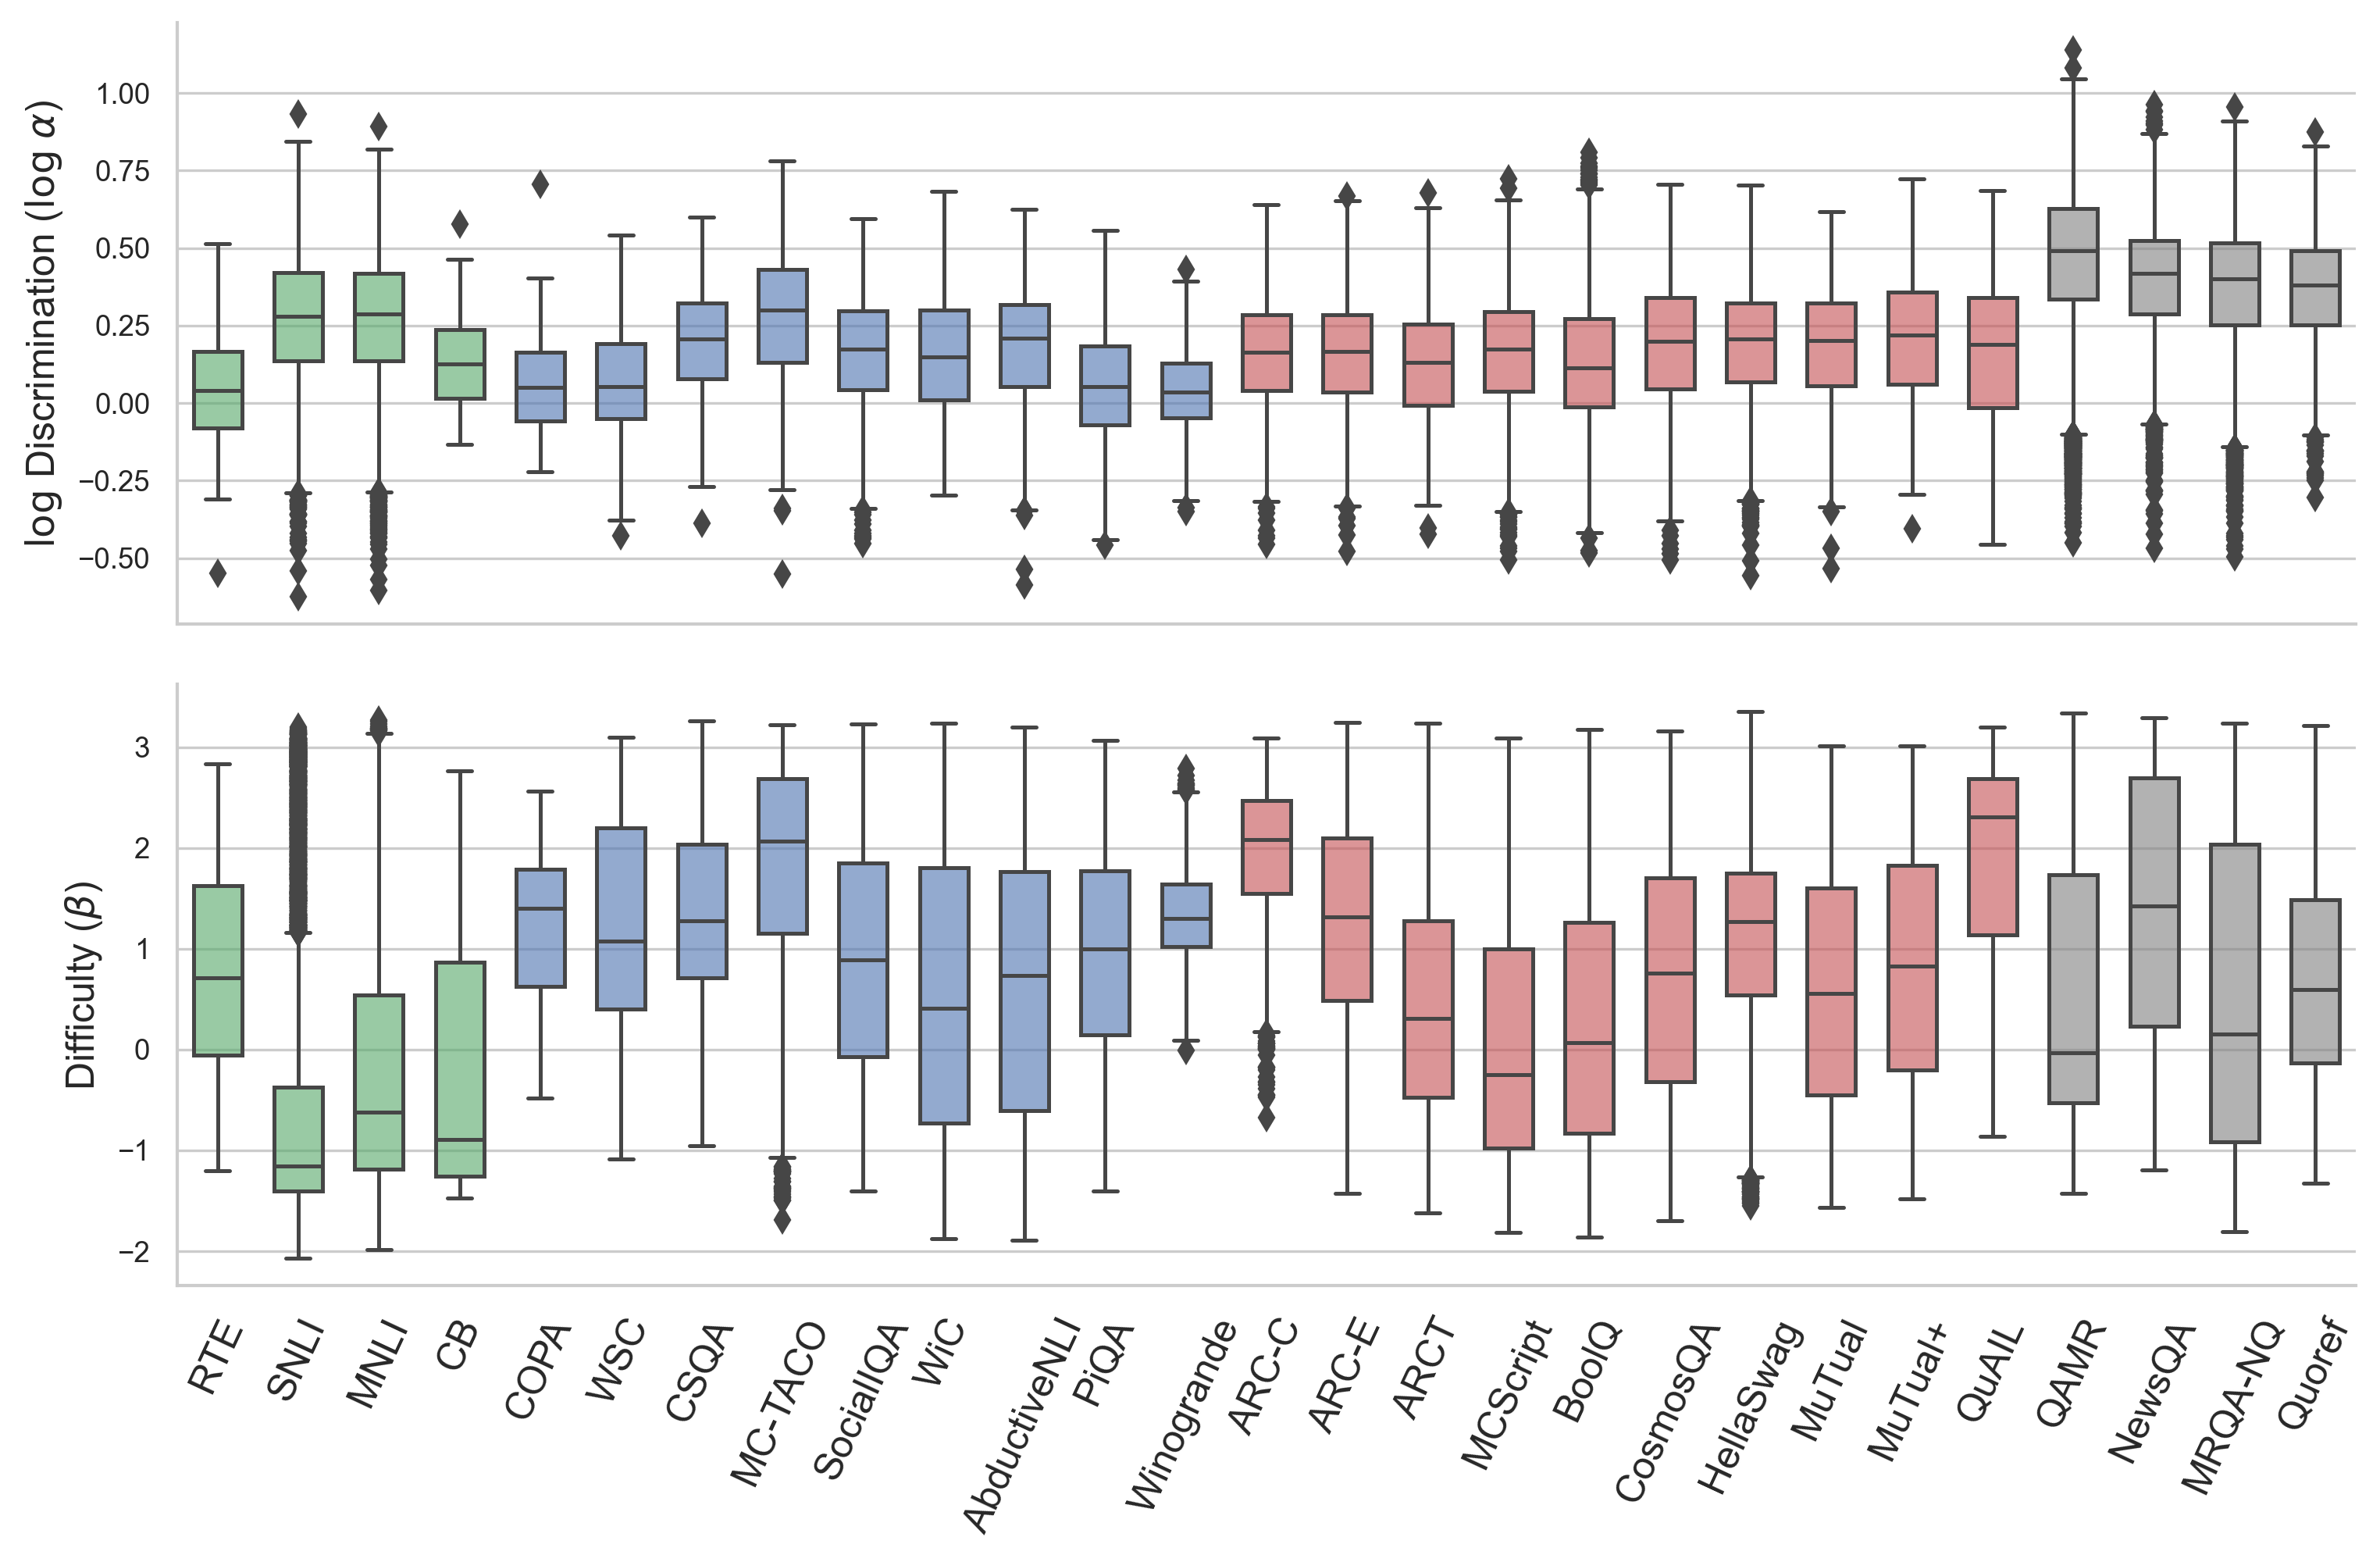 log Discrimination (log α)
1.00
0.75
0.50
0.25
0.00
−0.25
−0.50
Difficulty (β)
3
2
1
0
−1
−2
RTE
SNLI
MNLI
CB
COPA
WSC
CSQA
MC-TACO
SocialIQA
WiC
AbductiveNLI
PiQA
Winogrande
ARC-C
ARC-E
ARCT
MCScript
BoolQ
CosmosQA
HellaSwag
MuTual
MuTual+
QuAIL
QAMR
NewsQA
MRQA-NQ
Quoref